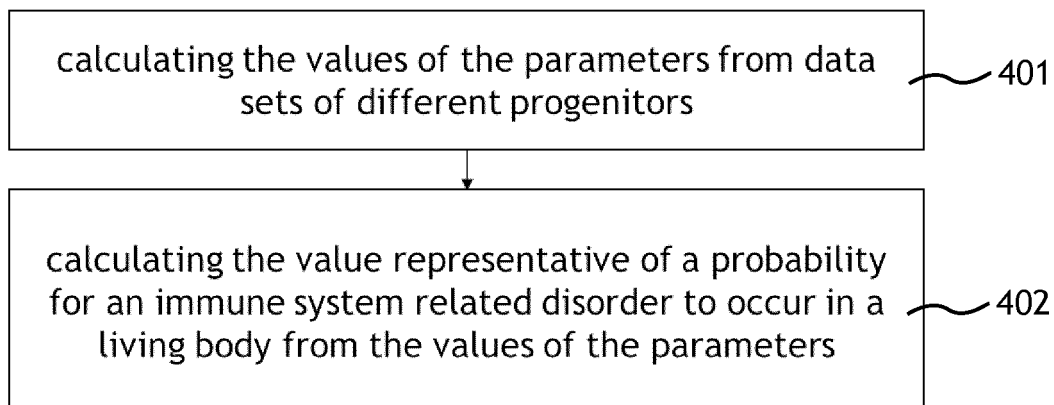 calculating the values of the parameters from data
sets of different progenitors
401
calculating the value representative of a probability
for an immune system related disorder to occur in a
living body from the values of the parameters
402